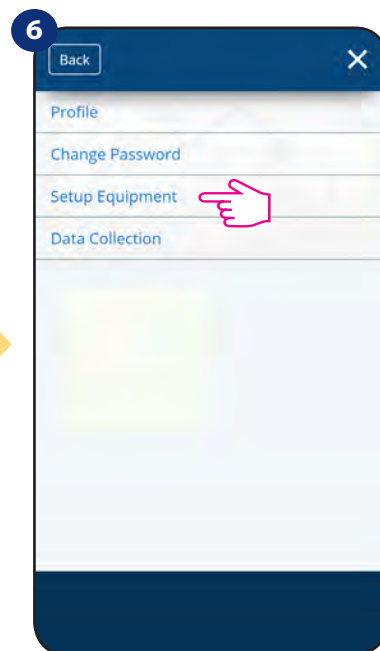 6
Back
Profile
Change Password
Setup Equipment
Data Collection